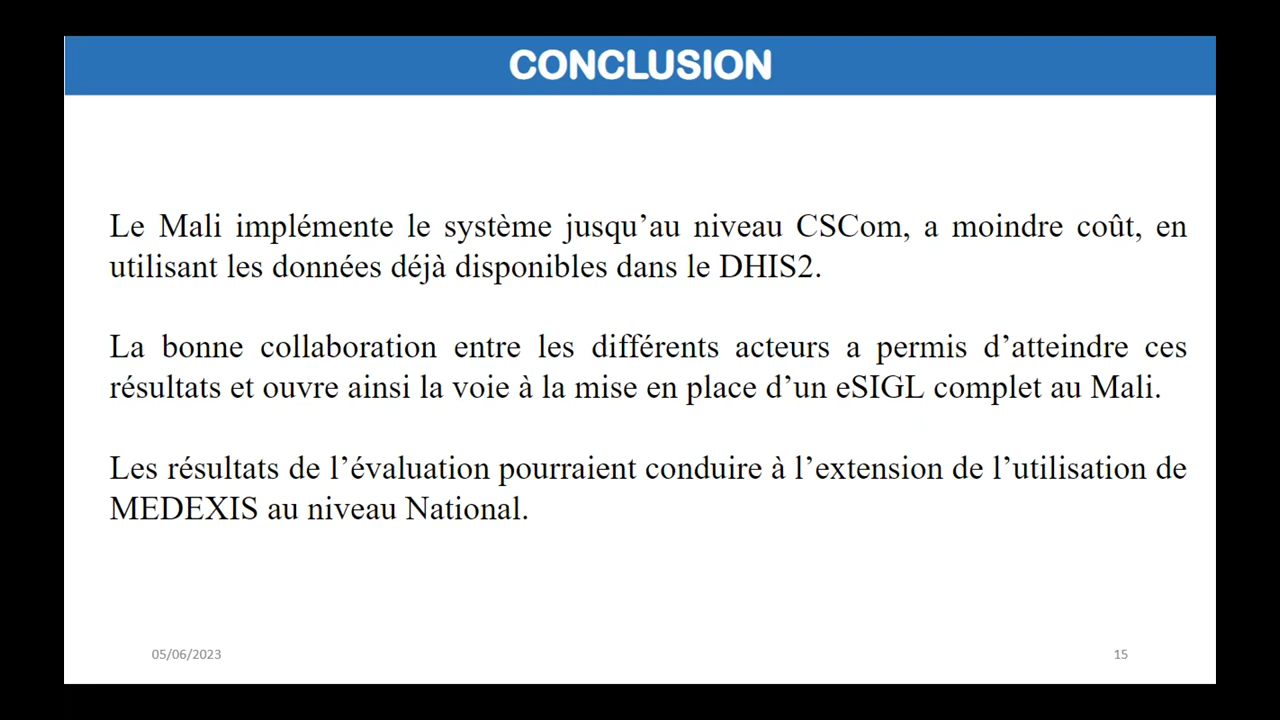 CONCLUSION
Le Mali implémente le système jusqu’au niveau CSCom, a moindre coût, en
utilisant les données déjà disponibles dans le DHIS2.
La bonne collaboration entre les différents acteurs a permis d’atteindre ces
résultats et ouvre ainsi la voie à la mise en place d’un eSIGL complet au Mali.
Les résultats de l’évaluation pourraient conduire à l’extension de l’utilisation de
MEDEXIS au niveau National.
05/06/2023
15